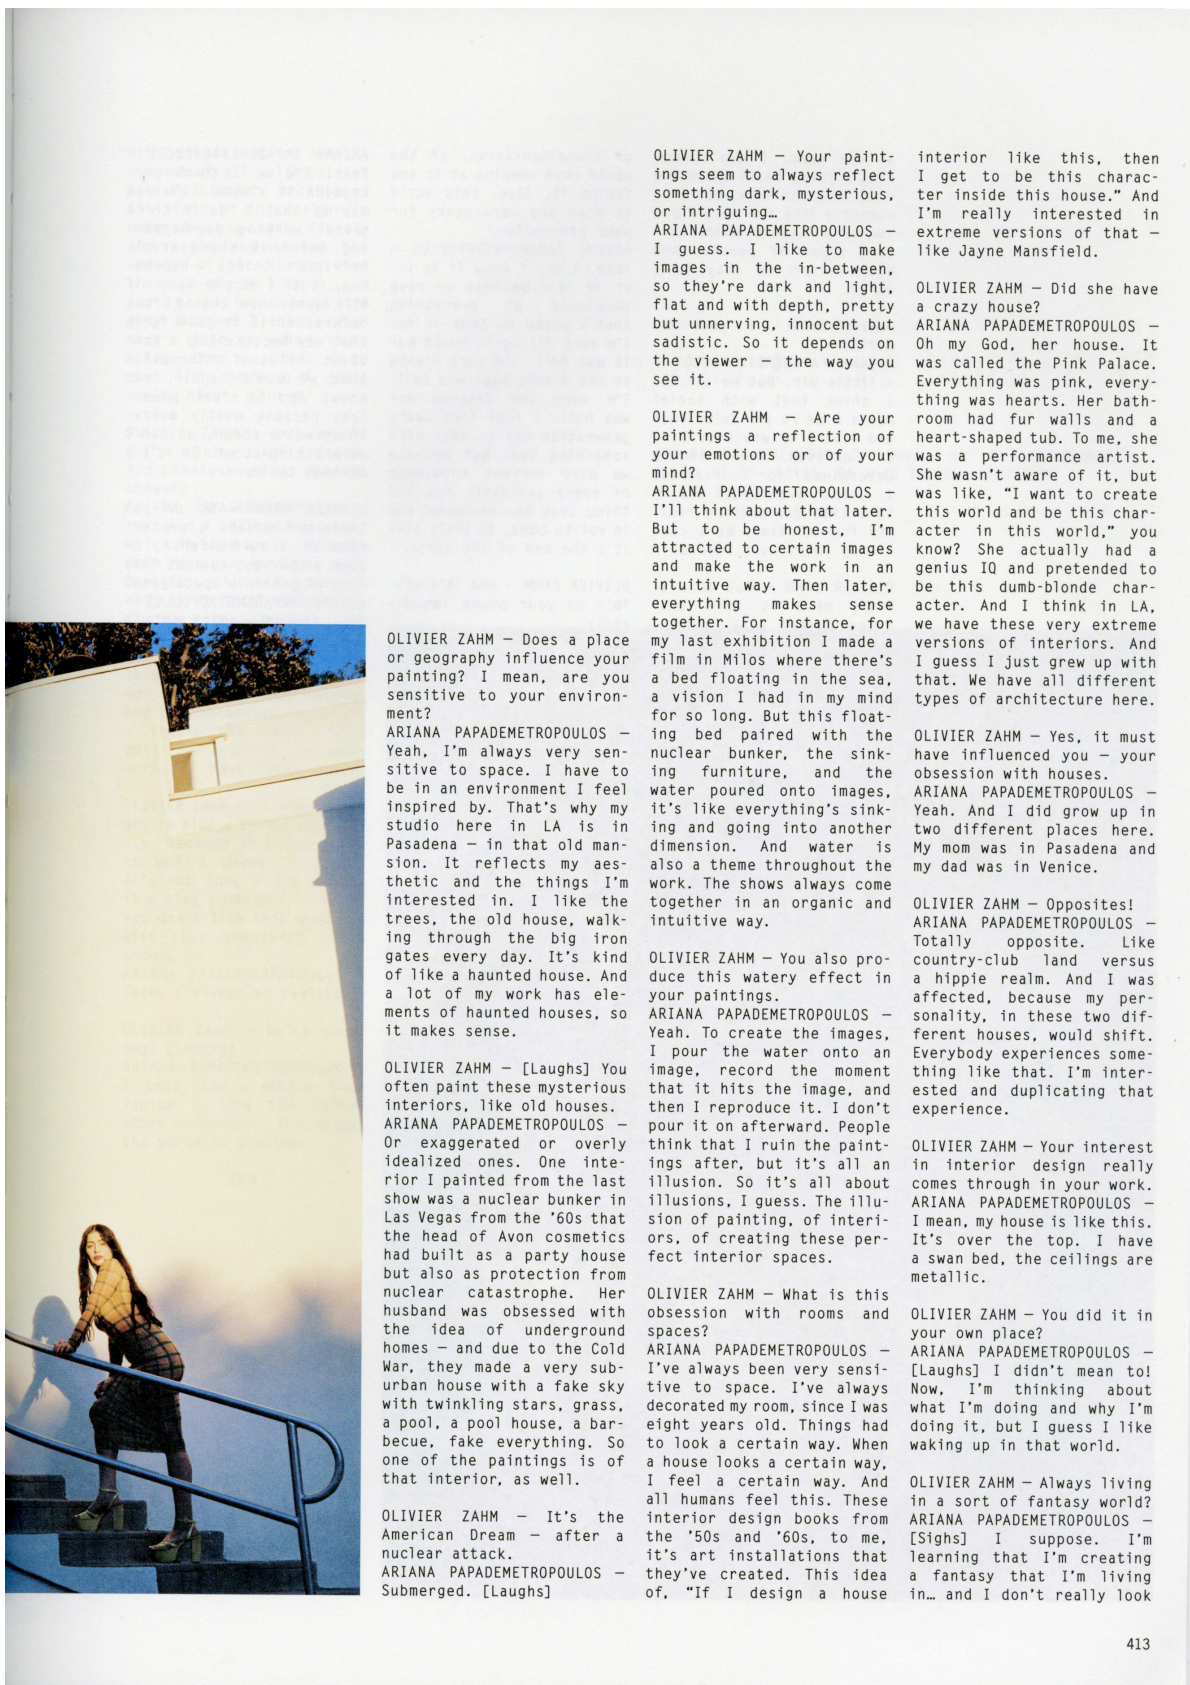 OLIVIER ZAHM — Does a place
or geography influence your
painting? I mean, are you
sensitive to your environ-
ment?
ARIANA PAPADEMETROPOULOS —
Yeah, I'm always very sen-
sitive to space. I have to
be in an environment I feel
inspired by. That's why my
studio here in LA is in
Pasadena — in that old man-
sion. It reflects my aes-
thetic and the things I'm
interested in. I like the
trees, the old house, walk-
ing through the big iron
gates every day. It's kind
of like a haunted house. And
a lot of my work has ele-
ments of haunted houses, so
it makes sense.

OLIVIER ZAHM — [Laughs] You
often paint these mysterious
interiors, like old houses.
ARIANA PAPADEMETROPOULOS —
Or exaggerated or overly
idealized ones. One inte-
rior I painted from the last
show was a nuclear bunker in
Las Vegas from the '60s that
the head of Avon cosmetics
had built as a party house
but also as protection from
nuclear catastrophe. Her
husband was obsessed with
the idea of underground
homes — and due to the Cold
War, they made a very sub-
urban house with a fake sky
with twinkling stars, grass,
a pool, a pool house, a bar-
becue, fake everything. So
one of the paintings is of
that interior, as well.

OLIVIER ZAHM — It's the
American Dream — after a
nuclear attack.
ARIANA PAPADEMETROPOULOS —
Submerged. [Laughs]

OLIVIER ZAHM — Your paint-
ings seem to always reflect
something dark, mysterious,
or intriguing…
ARIANA PAPADEMETROPOULOS —
I guess. I like to make
images in the in-between,
so they're dark and light,
flat and with depth, pretty
but unnerving, innocent but
sadistic. So it depends on
the viewer — the way you
see it.

OLIVIER ZAHM — Are your
paintings a reflection of
your emotions or of your
mind?
ARIANA PAPADEMETROPOULOS —
I'll think about that later.
But to be honest, I'm
attracted to certain images
and make the work in an
intuitive way. Then later,
everything makes sense
together. For instance, for
my last exhibition I made a
film in Milos where there's
a bed floating in the sea,
a vision I had in my mind
for so long. But this float-
ing bed paired with the
nuclear bunker, the sink-
ing furniture, and the
water poured onto images,
it's like everything's sink-
ing and going into another
dimension. And water is
also a theme throughout the
work. The shows always come
together in an organic and
intuitive way.

OLIVIER ZAHM — You also pro-
duce this watery effect in
your paintings.
ARIANA PAPADEMETROPOULOS —
Yeah. To create the images,
I pour the water onto an
image, record the moment
that it hits the image, and
then I reproduce it. I don't
pour it on afterward. People
think that I ruin the paint-
ings after, but it's all an
illusion. So it's all about
illusions, I guess. The illu-
sion of painting, of interi-
ors, of creating these per-
fect interior spaces.

OLIVIER ZAHM — What is this
obsession with rooms and
spaces?
ARIANA PAPADEMETROPOULOS —
I've always been very sensi-
tive to space. I've always
decorated my room, since I was
eight years old. Things had
to look a certain way. When
a house looks a certain way,
I feel a certain way. And
all humans feel this. These
interior design books from
the '50s and '60s, to me,
it's art installations that
they've created. This idea
of, "If I design a house
interior like this, then
I get to be this charac-
ter inside this house." And
I'm really interested in
extreme versions of that —
like Jayne Mansfield.

OLIVIER ZAHM — Did she have
a crazy house?
ARIANA PAPADEMETROPOULOS —
Oh my God, her house. It
was called the Pink Palace.
Everything was pink, every-
thing was hearts. Her bath-
room had fur walls and a
heart-shaped tub. To me, she
was a performance artist.
She wasn't aware of it, but
was like, "I want to create
this world and be this char-
acter in this world," you
know? She actually had a
genius IQ and pretended to
be this dumb-blonde char-
acter. And I think in LA,
we have these very extreme
versions of interiors. And
I guess I just grew up with
that. We have all different
types of architecture here.

OLIVIER ZAHM — Yes, it must
have influenced you — your
obsession with houses.
ARIANA PAPADEMETROPOULOS —
Yeah. And I did grow up in
two different places here.
My mom was in Pasadena and
my dad was in Venice.

OLIVIER ZAHM — Opposites!
ARIANA PAPADEMETROPOULOS —
Totally opposite. Like
country-club land versus
a hippie realm. And I was
affected, because my per-
sonality, in these two dif-
ferent houses, would shift.
Everybody experiences some-
thing like that. I'm inter-
ested and duplicating that
experience.

OLIVIER ZAHM — Your interest
in interior design really
comes through in your work.
ARIANA PAPADEMETROPOULOS —
I mean, my house is like this.
It's over the top. I have
a swan bed, the ceilings are
metallic.

OLIVIER ZAHM — You did it in
your own place?
ARIANA PAPADEMETROPOULOS —
[Laughs] I didn't mean to!
Now, I'm thinking about
what I'm doing and why I'm
doing it, but I guess I like
waking up in that world.

OLIVIER ZAHM — Always living
in a sort of fantasy world?
ARIANA PAPADEMETROPOULOS —
[Sighs] I suppose. I'm
learning that I'm creating
a fantasy that I'm living
in… and I don't really look
413